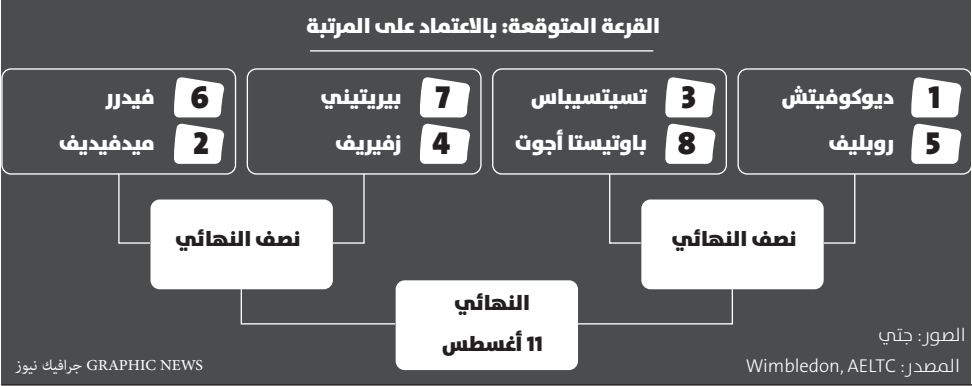 القرعة المتوقعة: بالاعتماد على المرتبة
1 ديوكوفيتش
5 روبليف
3 تسيتسيباس
8 باوتيستا أجوت
7 بيريتيني
4 زفيريف
6 فيدرر
2 ميدفيديف
نصف النهائي
نصف النهائي
النهائي
11 أغسطس
الصور: جتي
المصدر: Wimbledon, AELTC
GRAPHIC NEWS جرافيك نيوز